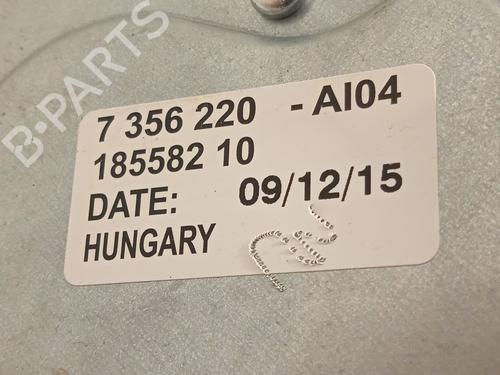 B-PARTS
7 356 220 - AI04
185582 10
DATE: 09/12/15
HUNGARY